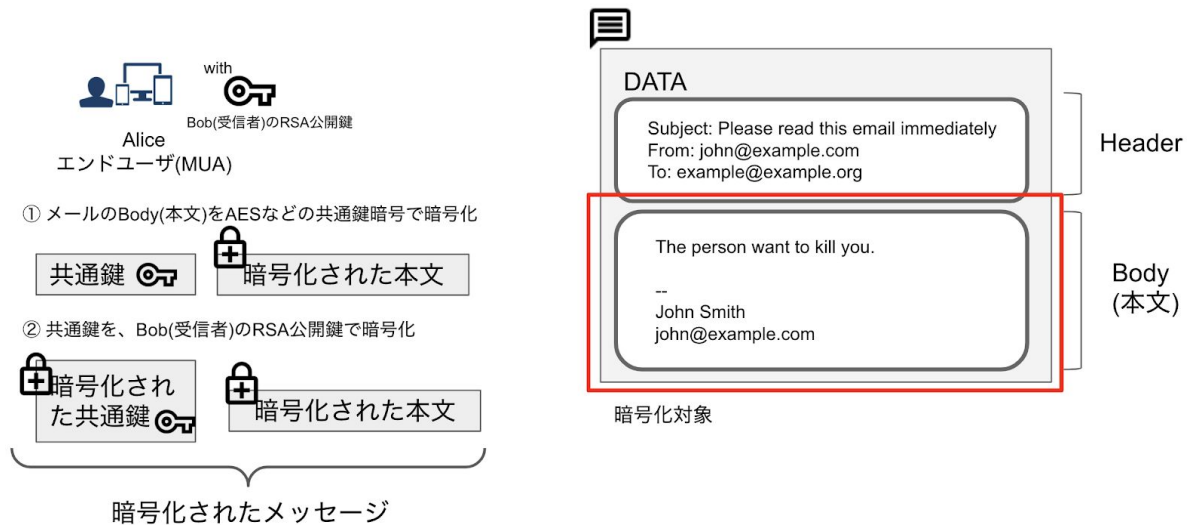 with
Bob(受信者)のRSA公開鍵
Alice
エンドユーザ(MUA)
① メールのBody(本文)をAESなどの共通鍵暗号で暗号化
共通鍵
暗号化された本文
② 共通鍵を、Bob(受信者)のRSA公開鍵で暗号化
暗号化され
た共通鍵
暗号化された本文
暗号化されたメッセージ
DATA
Subject: Please read this email immediately
From: john@example.com
To: example@example.org
Header
The person want to kill you.
--
John Smith
john@example.com
Body
(本文)
暗号化対象